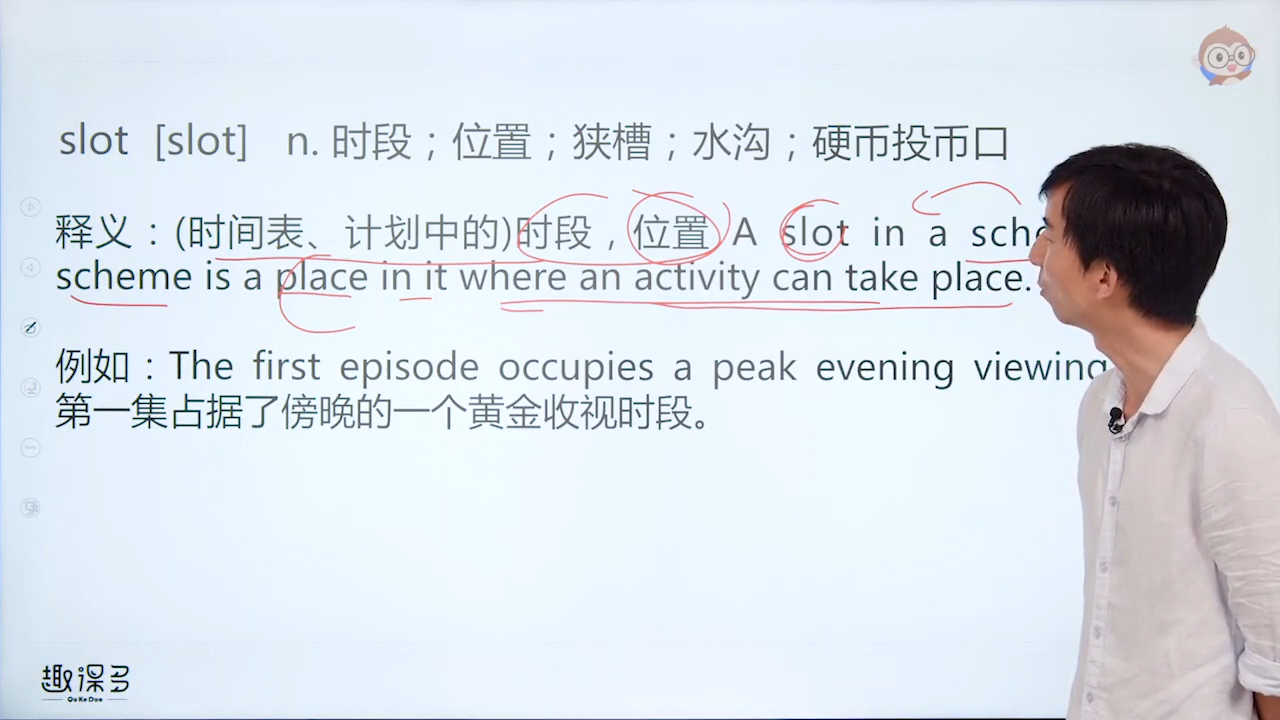 slot [slot] n. 时段；位置；狭槽；水沟；硬币投币口
释义：(时间表、计划中的)时段，位置 A slot in a
scheme is a place in it where an activity can take place.
例如：The first episode occupies a peak evening viewing
第一集占据了傍晚的一个黄金收视时段。
趣课多
Qu Ke Duo